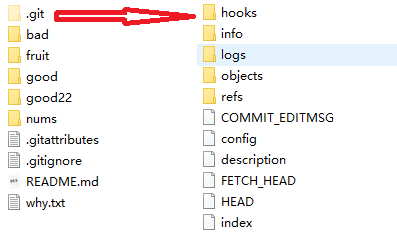 .git
bad
fruit
good
good22
nums
.gitattributes
.gitignore
README.md
why.txt
hooks
info
logs
objects
refs
COMMIT_EDITMSG
config
description
FETCH_HEAD
HEAD
index